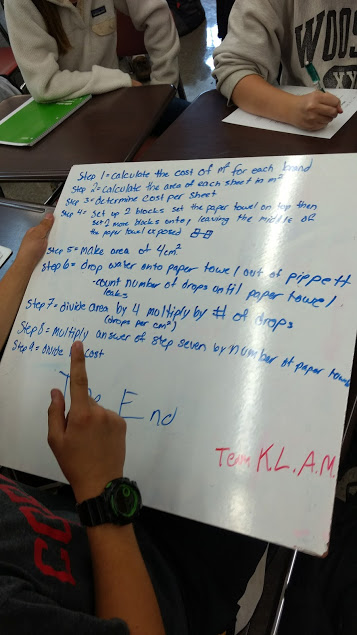 WOOS
Step 1= calculate the cost of m² for each brand
Step 2= calculate the area of each sheet in m²
Step 3= determine cost per sheet
Step 4= set up 2 blocks set the paper towel on top then
set 2 more blocks onto, leaving the middle of
the paper towel exposed
Step 5= make area of 4cm²
Step 6= drop water onto paper towel out of pippett
- count number of drops until paper towel
leaks
Step 7= divide area by 4 multiply by # of drops
(drops per cm²)
Step 8= multiply answer of step seven by number of paper towels
Step 9= divide cost
The End
Team K.L.A.M
CO